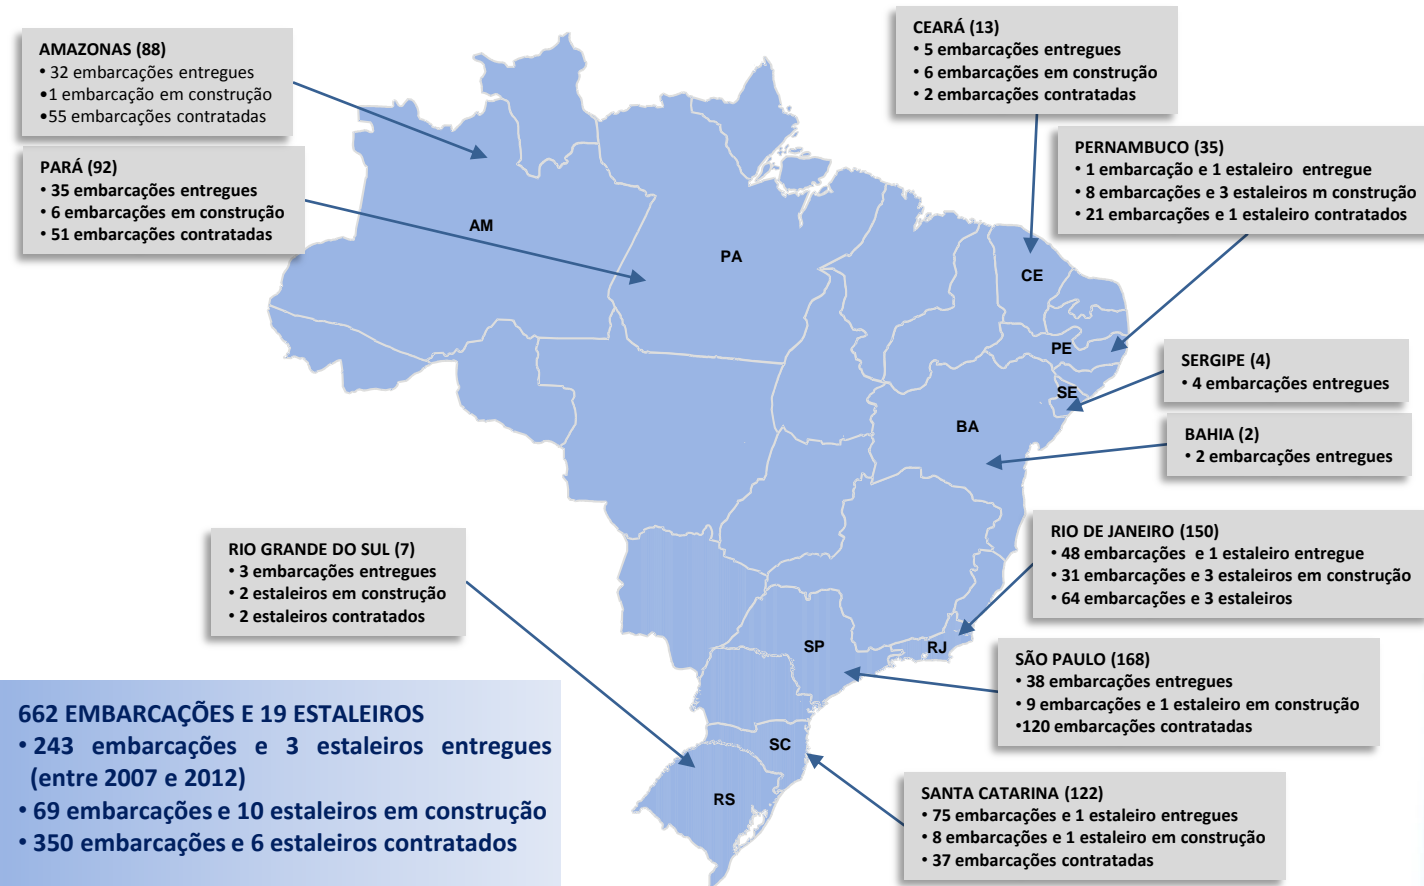 AMAZONAS (88)
• 32 embarcações entregues
•1 embarcação em construção
•55 embarcações contratadas
PARÁ (92)
• 35 embarcações entregues
• 6 embarcações em construção
• 51 embarcações contratadas
CEARÁ (13)
• 5 embarcações entregues
• 6 embarcações em construção
• 2 embarcações contratadas
PERNAMBUCO (35)
• 1 embarcação e 1 estaleiro entregue
• 8 embarcações e 3 estaleiros m construção
• 21 embarcações e 1 estaleiro contratados
AM
PA
CE
PE
SE
BA
SERGIPE (4)
• 4 embarcações entregues
BAHIA (2)
• 2 embarcações entregues
RIO GRANDE DO SUL (7)
• 3 embarcações entregues
• 2 estaleiros em construção
• 2 estaleiros contratados
RIO DE JANEIRO (150)
• 48 embarcações e 1 estaleiro entregue
• 31 embarcações e 3 estaleiros em construção
• 64 embarcações e 3 estaleiros
SP
RJ
SC
RS
SÃO PAULO (168)
• 38 embarcações entregues
• 9 embarcações e 1 estaleiro em construção
•120 embarcações contratadas
SANTA CATARINA (122)
• 75 embarcações e 1 estaleiro entregues
• 8 embarcações e 1 estaleiro em construção
• 37 embarcações contratadas
662 EMBARCAÇÕES E 19 ESTALEIROS
• 243 embarcações e 3 estaleiros entregues
(entre 2007 e 2012)
• 69 embarcações e 10 estaleiros em construção
• 350 embarcações e 6 estaleiros contratados